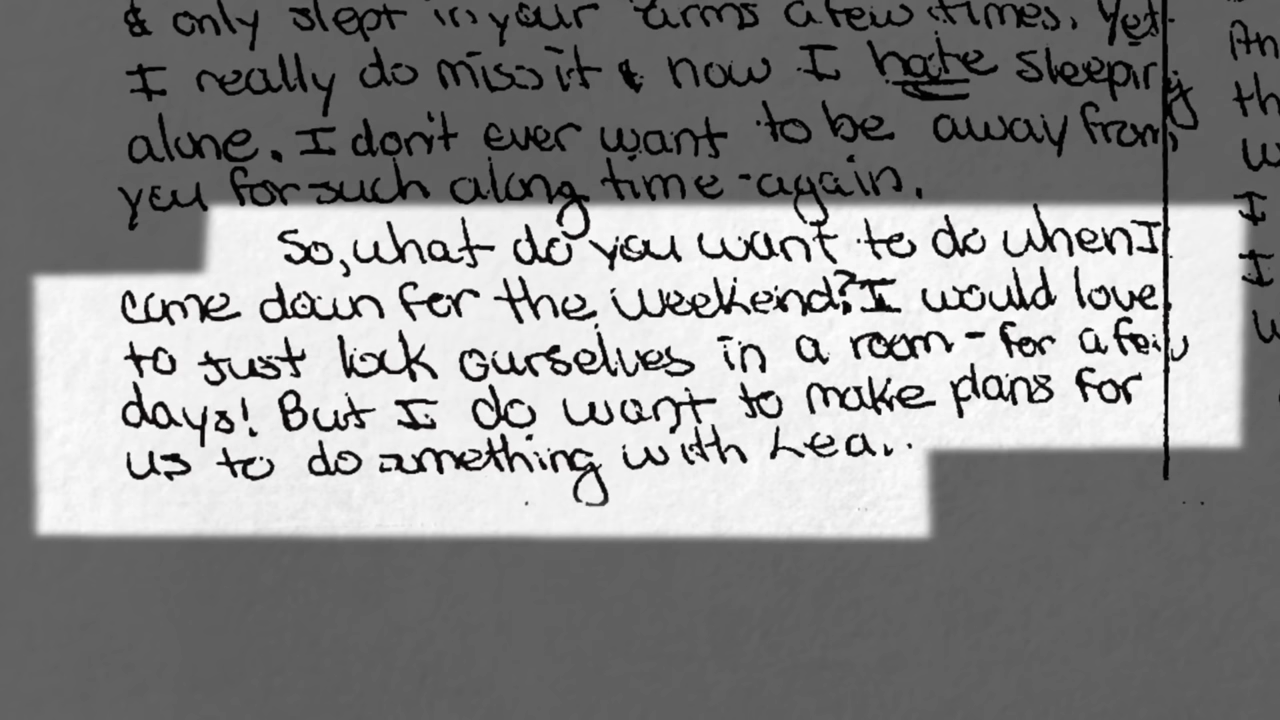 & only slept in your arms a few times. Yet
I really do miss it & now I hate sleeping
alone. I don't ever want to be away from
you for such along time again.
So, what do you want to do when I
come down for the weekend? I would love
to just lock ourselves in a room - for a few
days! But I do want to make plans for
us to do something with Lea..
An
th
w
I
I
w